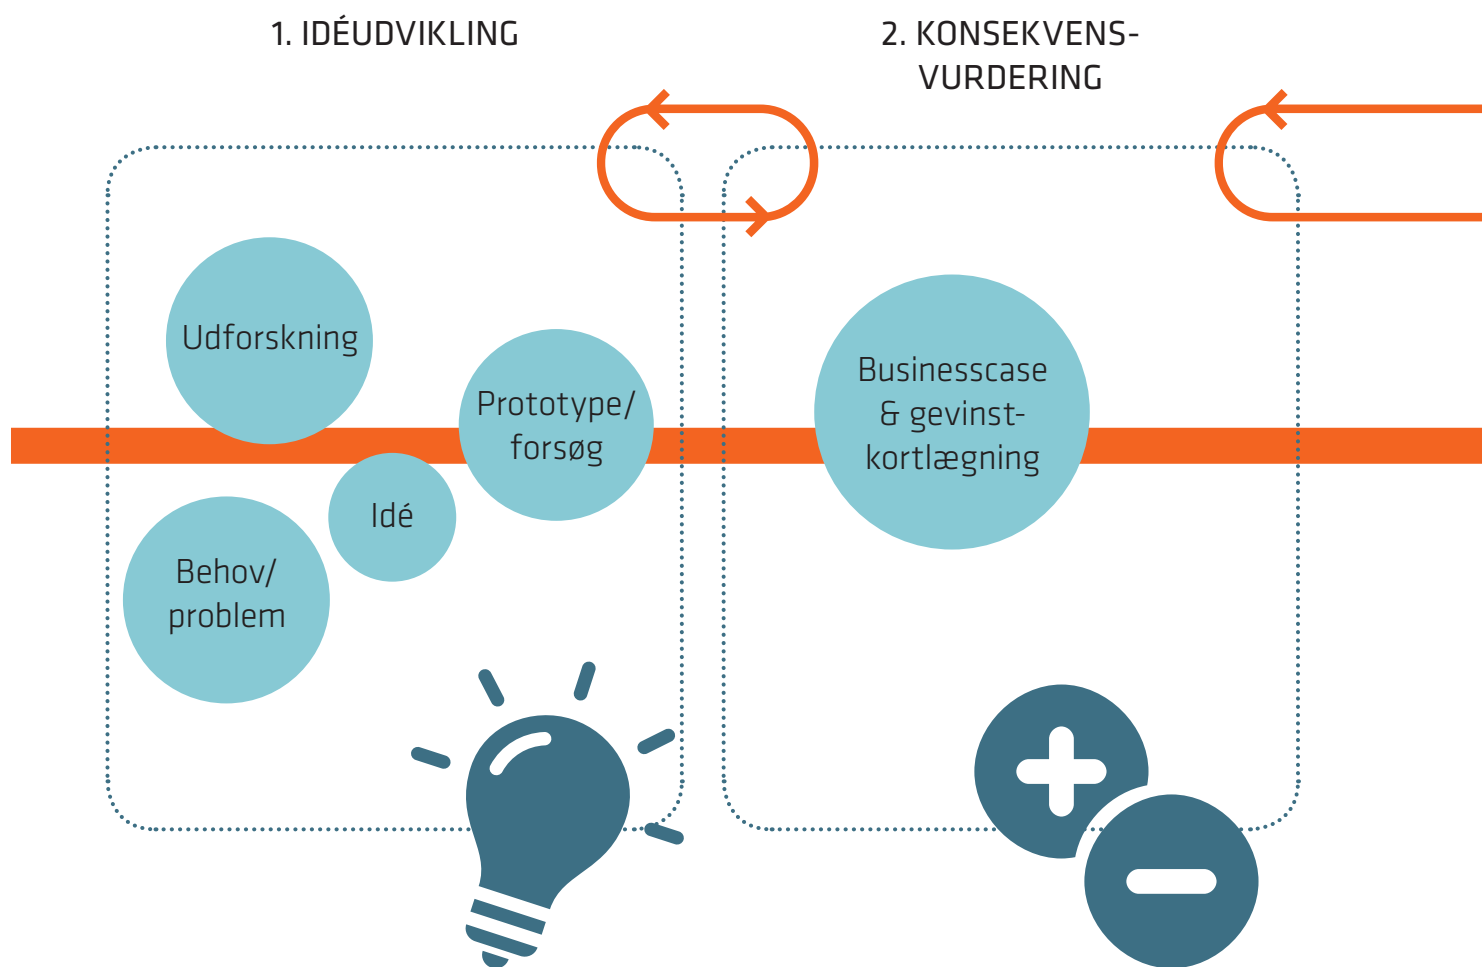 1. IDÉUDVIKLING
2. KONSEKVENS-
VURDERING
Udforskning
Prototype/
forsøg
Idé
Behov/
problem
Businesscase
& gevinst-
kortlægning